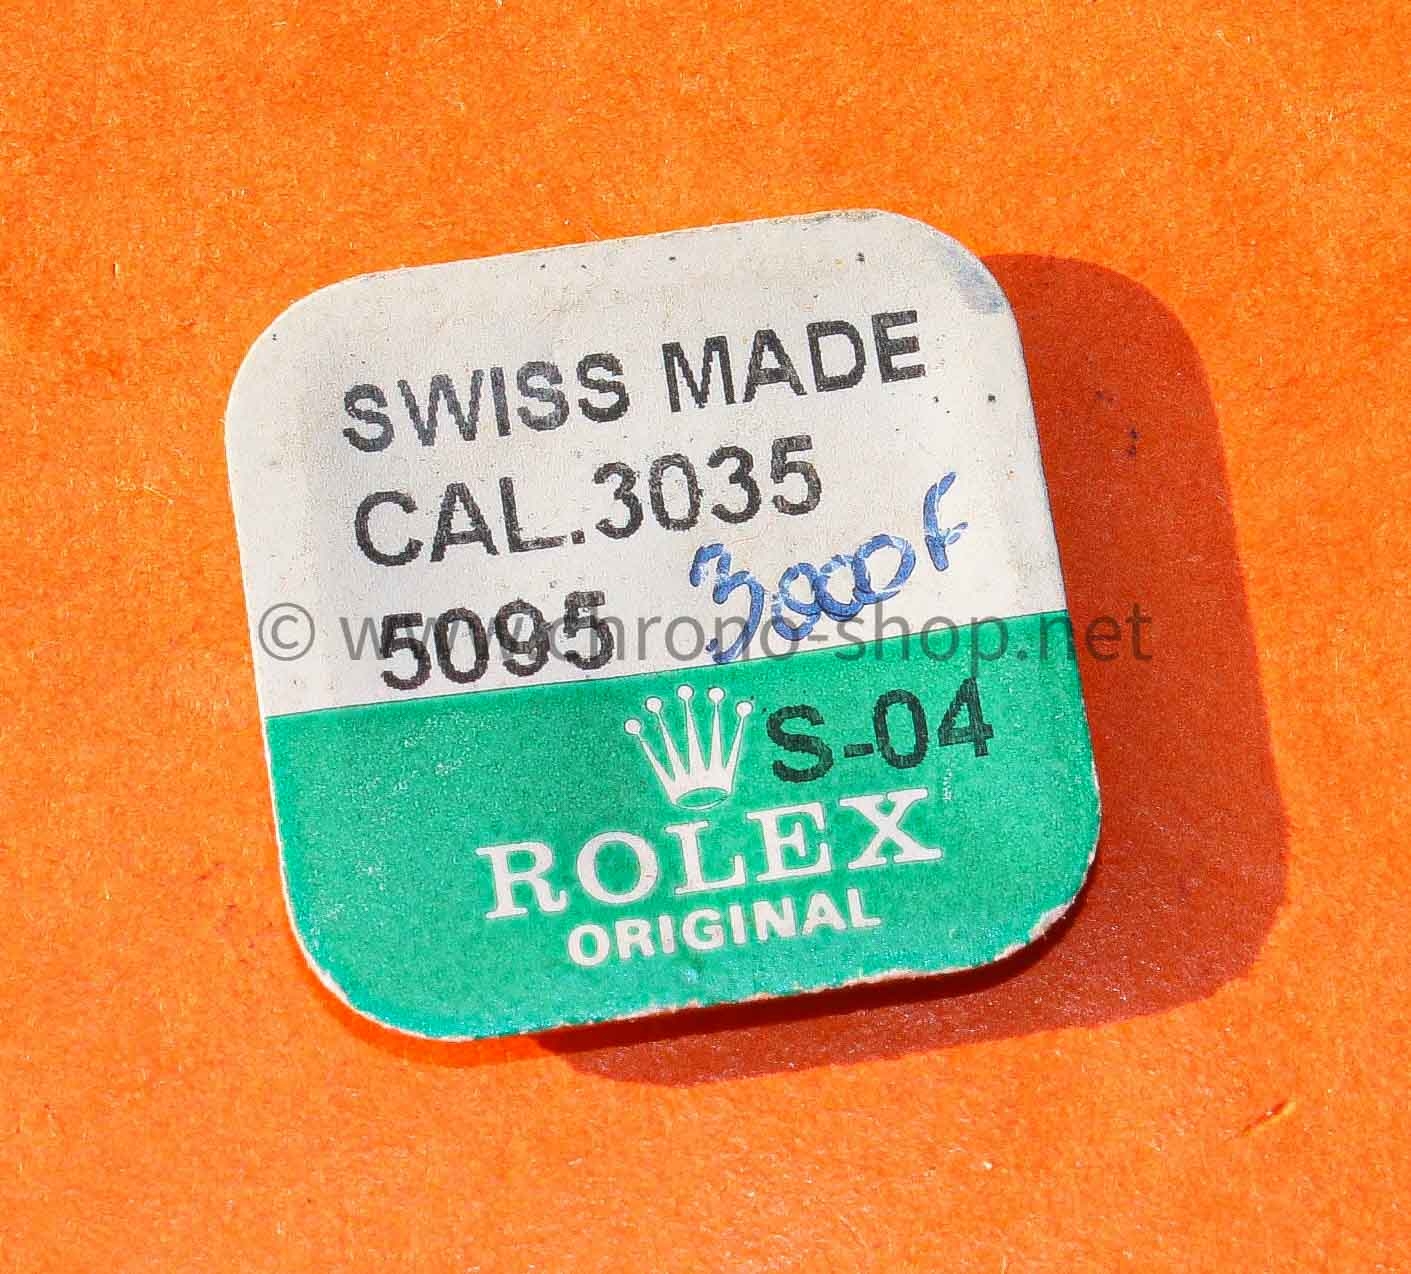 SWISS MADE
CAL.3035
3000F
5095
© www.chrono-shop.net
S-04
ROLEX
ORIGINAL